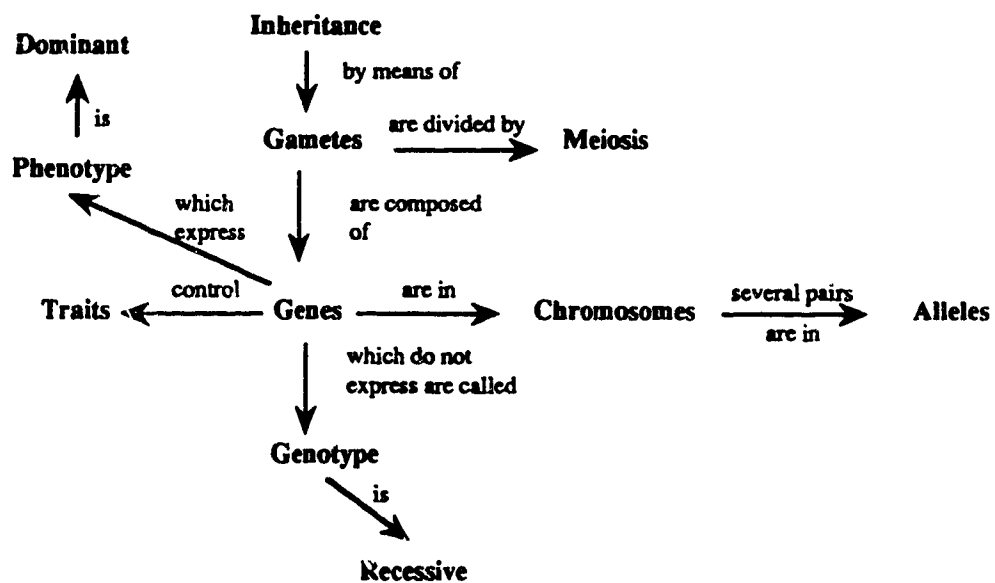 Inheritance
Dominant
by means of
is
are divided by
Gametes
Meiosis
Phenotype
which
express
are composed
of
control
are in
several pairs
Traits
Genes
Chromosomes
Alleles
are in
which do not
express are called
Genotype
is
Recessive